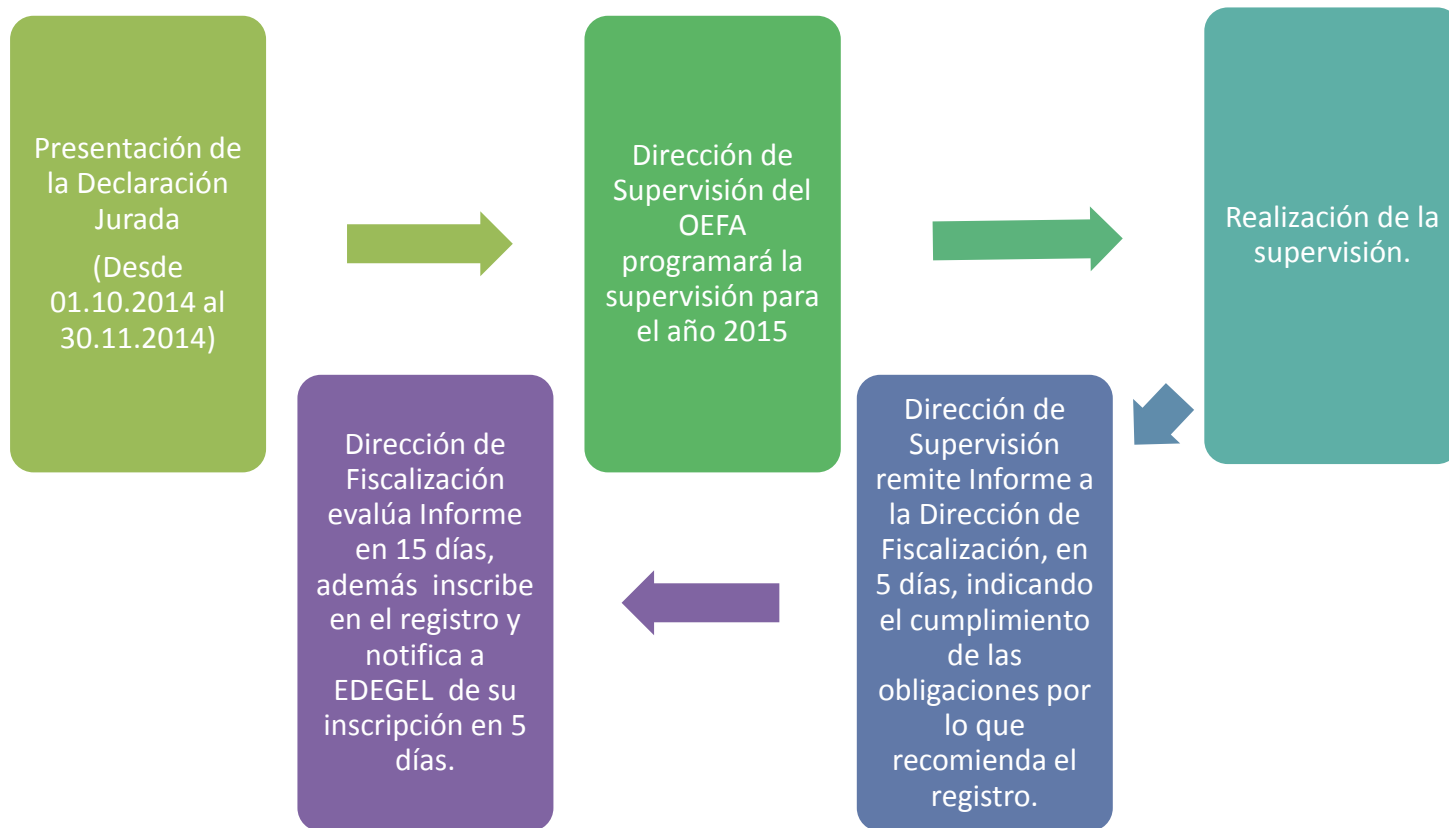 Presentación de
la Declaración
Jurada
(Desde
01.10.2014 al
30.11.2014)
Dirección de
Supervisión del
OEFA
programará la
supervisión para
el año 2015
Realización de la
supervisión.
Dirección de
Supervisión
remite Informe a
la Dirección de
Fiscalización, en
5 días, indicando
el cumplimiento
de las
obligaciones por
lo que
recomienda el
registro.
Dirección de
Fiscalización
evalúa Informe
en 15 días,
además  inscribe
en el registro y
notifica a
EDEGEL  de su
inscripción en 5
días.